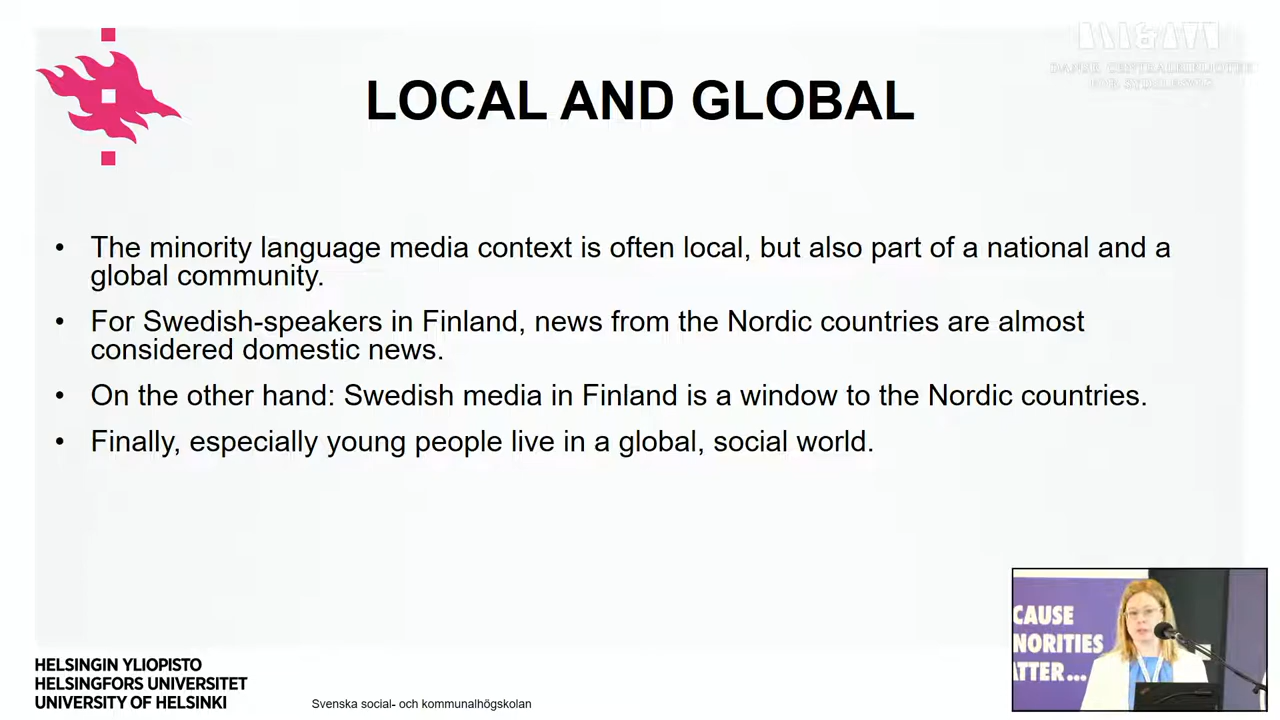 LOCAL AND GLOBAL
• The minority language media context is often local, but also part of a national and a
global community.
• For Swedish-speakers in Finland, news from the Nordic countries are almost
considered domestic news.
• On the other hand: Swedish media in Finland is a window to the Nordic countries.
• Finally, especially young people live in a global, social world.
CAUSE
NORITIES
ATTER...
HELSINGIN YLIOPISTO
HELSINGFORS UNIVERSITET
UNIVERSITY OF HELSINKI
Svenska social- och kommunalhögskolan